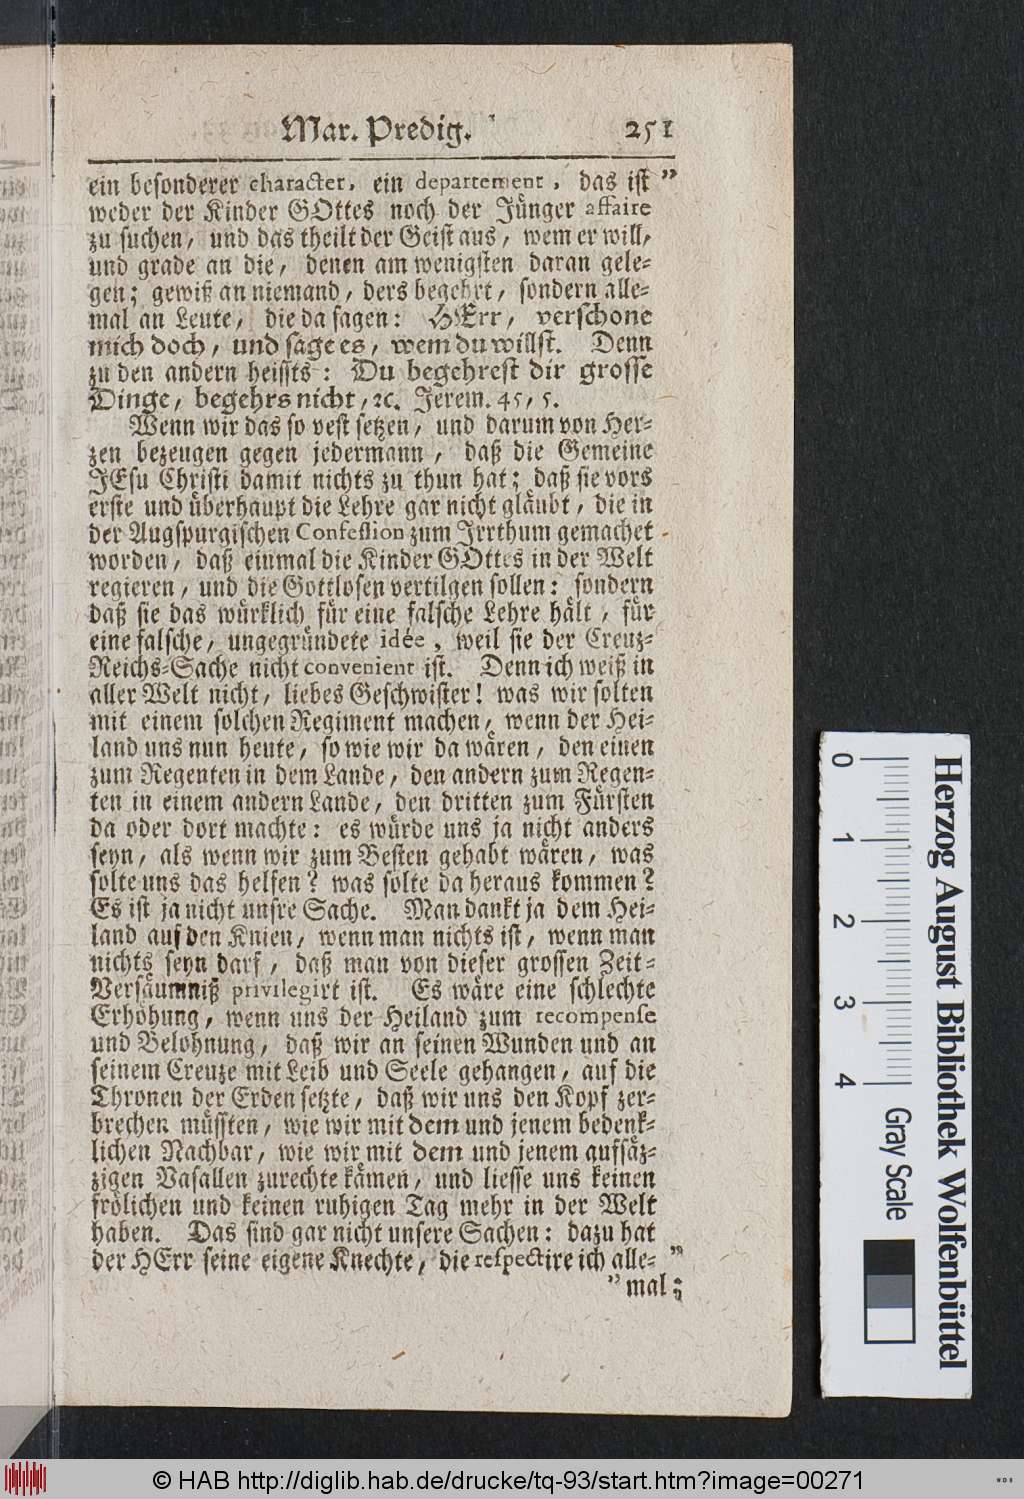 Mar. Predig. 251
ein besonderer character, ein departement, das ist "
weder der Kinder GOttes noch der Jünger affaire
zu suchen, und das theilt der Geist aus, wem er will,
und grade an die, denen am wenigsten daran gele-
gen; gewiß an niemand, ders begehrt, sondern alle-
mal an Leute, die da sagen: HErr, verschone
mich doch, und sage es, wem du willst. Denn
zu den andern heissts: Du begehrest dir grosse
Dinge, begehrs nicht, ꝛc. Jerem. 45, 5.
Wenn wir das so vest setzen, und darum von Her-
zen bezeugen gegen jedermann, daß die Gemeine
JEsu Christi damit nichts zu thun hat; daß sie vors
erste und überhaupt die Lehre gar nicht gläubt, die in
der Augspurgischen Confession zum Irrthum gemachet
worden, daß einmal die Kinder GOttes in der Welt
regieren, und die Gottlosen vertilgen sollen: sondern
daß sie das würklich für eine falsche Lehre hält, für
eine falsche, ungegründete idée, weil sie der Creuz-
Reichs-Sache nicht convenient ist. Denn ich weiß in
aller Welt nicht, liebes Geschwister! was wir solten
mit einem solchen Regiment machen, wenn der Hei-
land uns nun heute, so wie wir da wären, den einen
zum Regenten in dem Lande, den andern zum Regen-
ten in einem andern Lande, den dritten zum Fürsten
da oder dort machte: es würde uns ja nicht anders
seyn, als wenn wir zum Besten gehabt wären, was
solte uns das helfen? was solte da heraus kommen?
Es ist ja nicht unsre Sache. Man dankt ja dem Hei-
land auf den Knien, wenn man nichts ist, wenn man
nichts seyn darf, daß man von dieser grossen Zeit-
Versäumniß privilegirt ist. Es wäre eine schlechte
Erhöhung, wenn uns der Heiland zum recompense
und Belohnung, daß wir an seinen Wunden und an
seinem Creuze mit Leib und Seele gehangen, auf die
Thronen der Erden setzte, daß wir uns den Kopf zer-
brechen müssten, wie wir mit dem und jenem bedenk-
lichen Nachbar, wie wir mit dem und jenem aufsäz-
zigen Vasallen zurechte kämen, und liesse uns keinen
frölichen und keinen ruhigen Tag mehr in der Welt
haben. Das sind gar nicht unsere Sachen: dazu hat
der HErr seine eigene Knechte, die respectire ich alle- "
" mal;
Herzog August Bibliothek Wolfenbüttel
0 1 2 3 4 Gray Scale
© HAB http://diglib.hab.de/drucke/tq-93/start.htm?image=00271